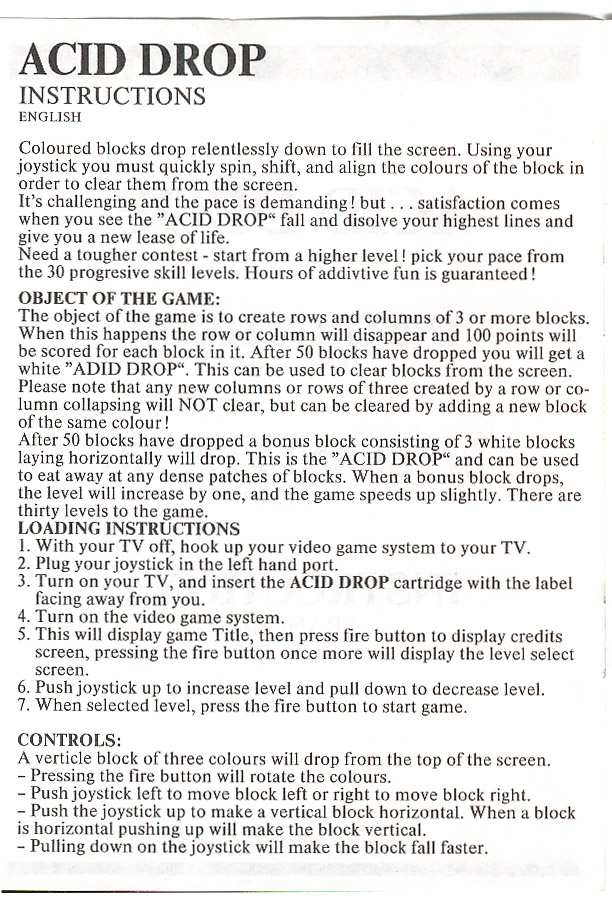 ACID DROP
INSTRUCTIONS
ENGLISH
Coloured blocks drop relentlessly down to fill the screen. Using your
joystick you must quickly spin, shift, and align the colours of the block in
order to clear them from the screen.
It's challenging and the pace is demanding! but . . . satisfaction comes
when you see the ”ACID DROP“ fall and disolve your highest lines and
give you a new lease of life.
Need a tougher contest - start from a higher level! pick your pace from
the 30 progresive skill levels. Hours of addivtive fun is guaranteed!
OBJECT OF THE GAME:
The object of the game is to create rows and columns of 3 or more blocks.
When this happens the row or column will disappear and 100 points will
be scored for each block in it. After 50 blocks have dropped you will get a
white ”ADID DROP“. This can be used to clear blocks from the screen.
Please note that any new columns or rows of three created by a row or co-
lumn collapsing will NOT clear, but can be cleared by adding a new block
of the same colour!
After 50 blocks have dropped a bonus block consisting of 3 white blocks
laying horizontally will drop. This is the ”ACID DROP“ and can be used
to eat away at any dense patches of blocks. When a bonus block drops,
the level will increase by one, and the game speeds up slightly. There are
thirty levels to the game.
LOADING INSTRUCTIONS
1. With your TV off, hook up your video game system to your TV.
2. Plug your joystick in the left hand port.
3. Turn on your TV, and insert the ACID DROP cartridge with the label
facing away from you.
4. Turn on the video game system.
5. This will display game Title, then press fire button to display credits
screen, pressing the fire button once more will display the level select
screen.
6. Push joystick up to increase level and pull down to decrease level.
7. When selected level, press the fire button to start game.
CONTROLS:
A verticle block of three colours will drop from the top of the screen.
– Pressing the fire button will rotate the colours.
– Push joystick left to move block left or right to move block right.
– Push the joystick up to make a vertical block horizontal. When a block
is horizontal pushing up will make the block vertical.
– Pulling down on the joystick will make the block fall faster.